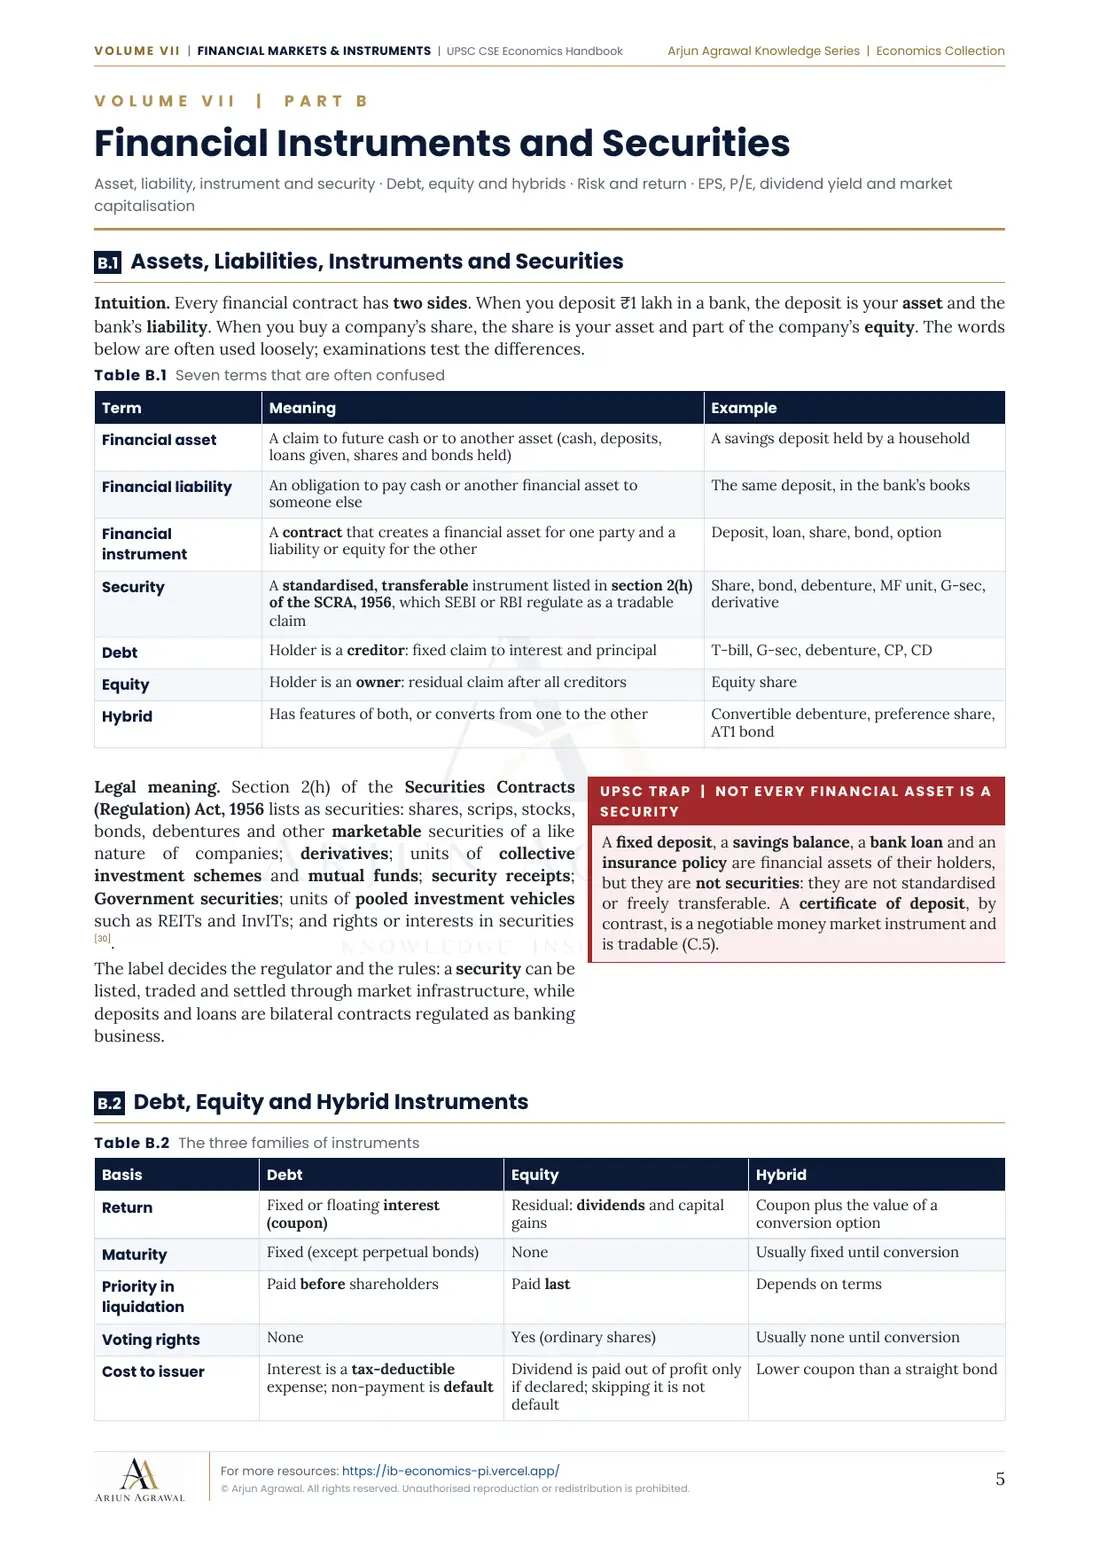 VOLUME VII | FINANCIAL MARKETS & INSTRUMENTS | UPSC CSE Economics Handbook
Arjun Agrawal Knowledge Series | Economics Collection
VOLUME VII | PART B
Financial Instruments and Securities
Asset, liability, instrument and security · Debt, equity and hybrids · Risk and return · EPS, P/E, dividend yield and market
capitalisation
B.1 Assets, Liabilities, Instruments and Securities
Intuition. Every financial contract has two sides. When you deposit ₹1 lakh in a bank, the deposit is your asset and the
bank's liability. When you buy a company's share, the share is your asset and part of the company's equity. The words
below are often used loosely; examinations test the differences.
Table B.1 Seven terms that are often confused
Term Meaning Example
Financial asset
A claim to future cash or to another asset (cash, deposits,
loans given, shares and bonds held)
A savings deposit held by a household
Financial liability
An obligation to pay cash or another financial asset to
someone else
The same deposit, in the bank's books
Financial
instrument
A contract that creates a financial asset for one party and a
liability or equity for the other
Deposit, loan, share, bond, option
Security
A standardised, transferable instrument listed in section 2(h)
of the SCRA, 1956, which SEBI or RBI regulate as a tradable
claim
Share, bond, debenture, MF unit, G-sec,
derivative
Debt
Holder is a creditor: fixed claim to interest and principal
T-bill, G-sec, debenture, CP, CD
Equity
Holder is an owner: residual claim after all creditors
Equity share
Hybrid
Has features of both, or converts from one to the other
Convertible debenture, preference share,
AT1 bond
Legal meaning. Section 2(h) of the Securities Contracts
(Regulation) Act, 1956 lists as securities: shares, scrips, stocks,
bonds, debentures and other marketable securities of a like
nature of companies; derivatives; units of collective
investment schemes and mutual funds; security receipts;
Government securities; units of pooled investment vehicles
such as REITs and InvITs; and rights or interests in securities
[30].
The label decides the regulator and the rules: a security can be
listed, traded and settled through market infrastructure, while
deposits and loans are bilateral contracts regulated as banking
business.
UPSC TRAP | NOT EVERY FINANCIAL ASSET IS A
SECURITY
A fixed deposit, a savings balance, a bank loan and an
insurance policy are financial assets of their holders,
but they are not securities: they are not standardised
or freely transferable. A certificate of deposit, by
contrast, is a negotiable money market instrument and
is tradable (C.5).
B.2 Debt, Equity and Hybrid Instruments
Table B.2 The three families of instruments
Basis Debt Equity Hybrid
Return
Fixed or floating interest
(coupon)
Residual: dividends and capital
gains
Coupon plus the value of a
conversion option
Maturity
Fixed (except perpetual bonds)
None
Usually fixed until conversion
Priority in
liquidation
Paid before shareholders
Paid last
Depends on terms
Voting rights
None
Yes (ordinary shares)
Usually none until conversion
Cost to issuer
Interest is a tax-deductible
expense; non-payment is default
Dividend is paid out of profit only
if declared; skipping it is not
default
Lower coupon than a straight bond
ARJUN AGRAWAL
For more resources: https://ib-economics-pi.vercel.app/
© Arjun Agrawal. All rights reserved. Unauthorised reproduction or redistribution is prohibited.
5